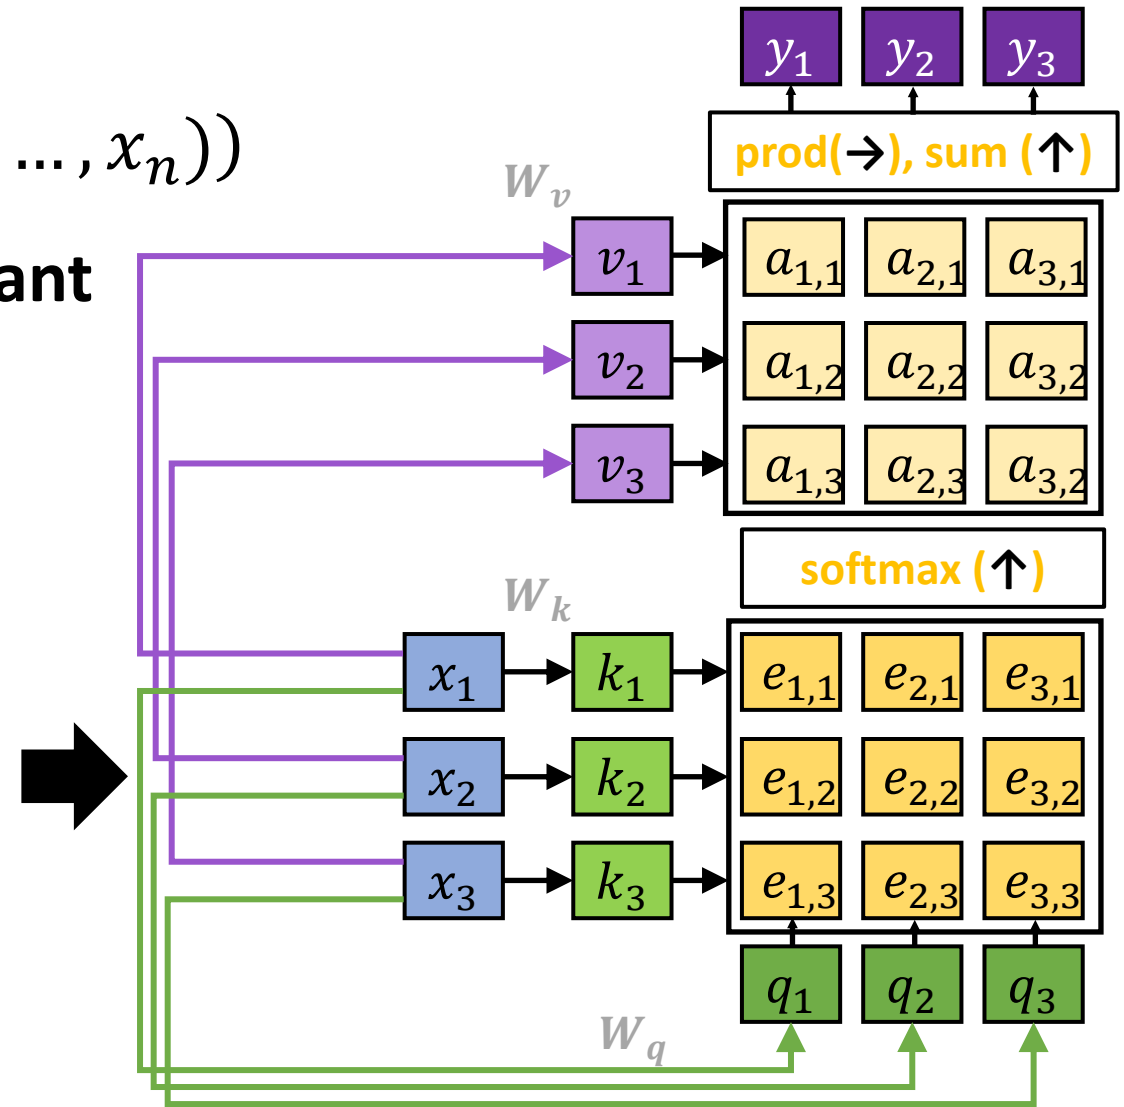 y₁ y₂ y₃
…, xₙ))
prod(→), sum (↑)
Wᵥ
v₁ a₁,₁ a₂,₁ a₃,₁
ant
v₂ a₁,₂ a₂,₂ a₃,₂
v₃ a₁,₃ a₂,₃ a₃,₂
softmax (↑)
Wₖ
x₁ k₁ e₁,₁ e₂,₁ e₃,₁
x₂ k₂ e₁,₂ e₂,₂ e₃,₂
x₃ k₃ e₁,₃ e₂,₃ e₃,₃
q₁ q₂ q₃
W_q